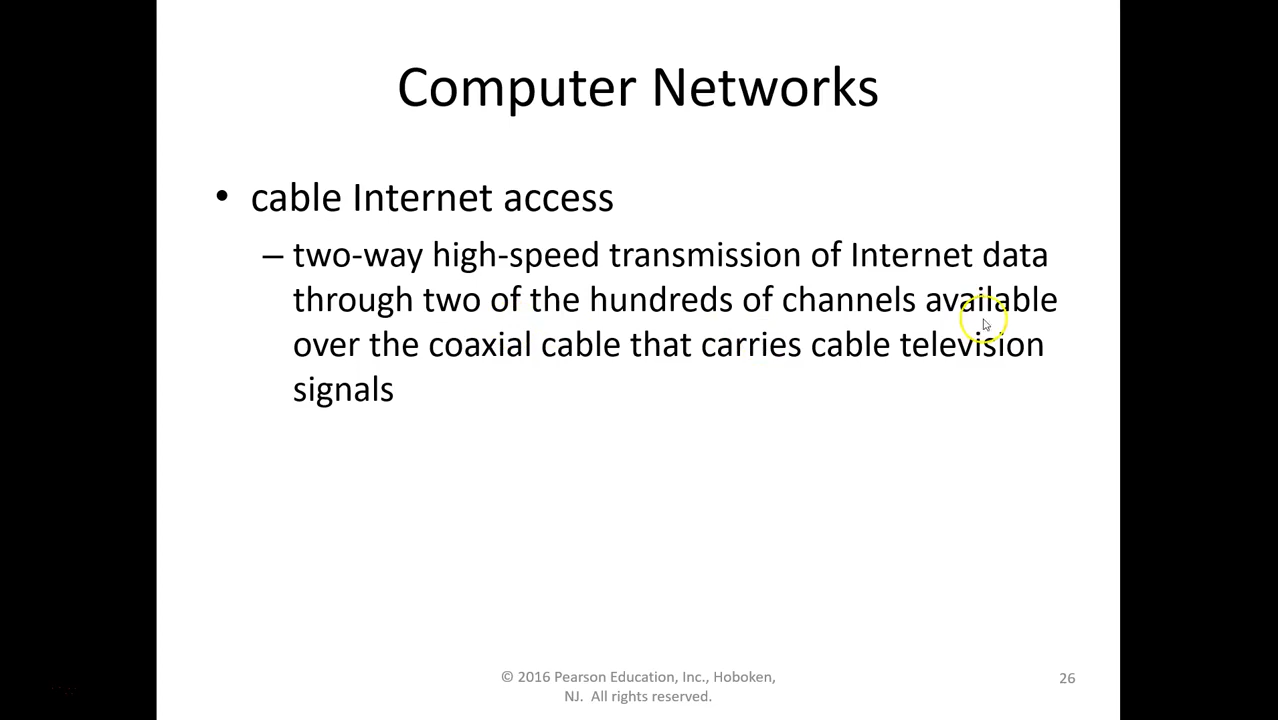 Computer Networks
• cable Internet access
– two-way high-speed transmission of Internet data
through two of the hundreds of channels available
over the coaxial cable that carries cable television
signals
© 2016 Pearson Education, Inc., Hoboken,
NJ. All rights reserved.
26